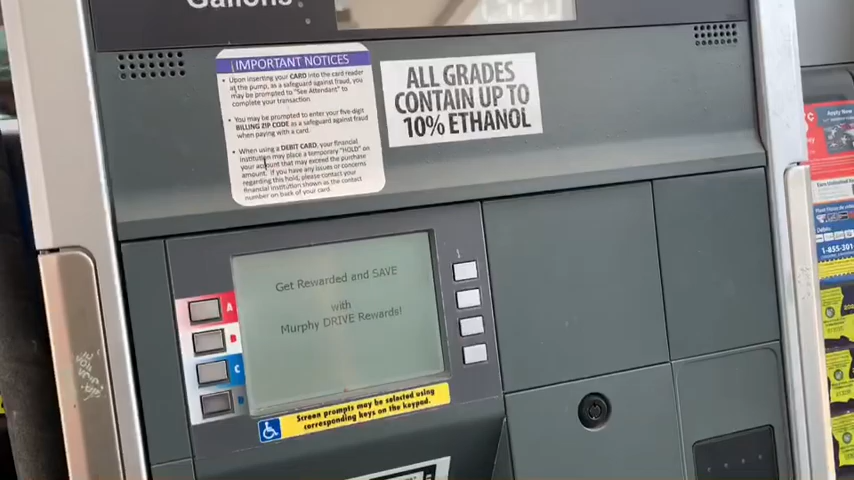 Gallons.
IMPORTANT NOTICES
• Upon inserting your CARD into the card reader
at the pump, as a safeguard against fraud, you
may be prompted to "See Attendant" to
complete your transaction.
• You may be prompted to enter your five-digit
BILLING ZIP CODE as a safeguard against fraud
when paying with a card.
• When using a DEBIT CARD, your financial
institution may place a temporary "HOLD" on
your account that may exceed the purchase
amount. If you have any issues or concerns
regarding this hold, please contact your
financial institution shown as the contact
number on back of your card.
ALL GRADES
CONTAIN UP TO
10% ETHANOL
Get Rewarded and SAVE
with
Murphy DRIVE Rewards!
A
B
C
D
Screen prompts may be selected using
corresponding keys on the keypad.
Apply Now
1-855-301